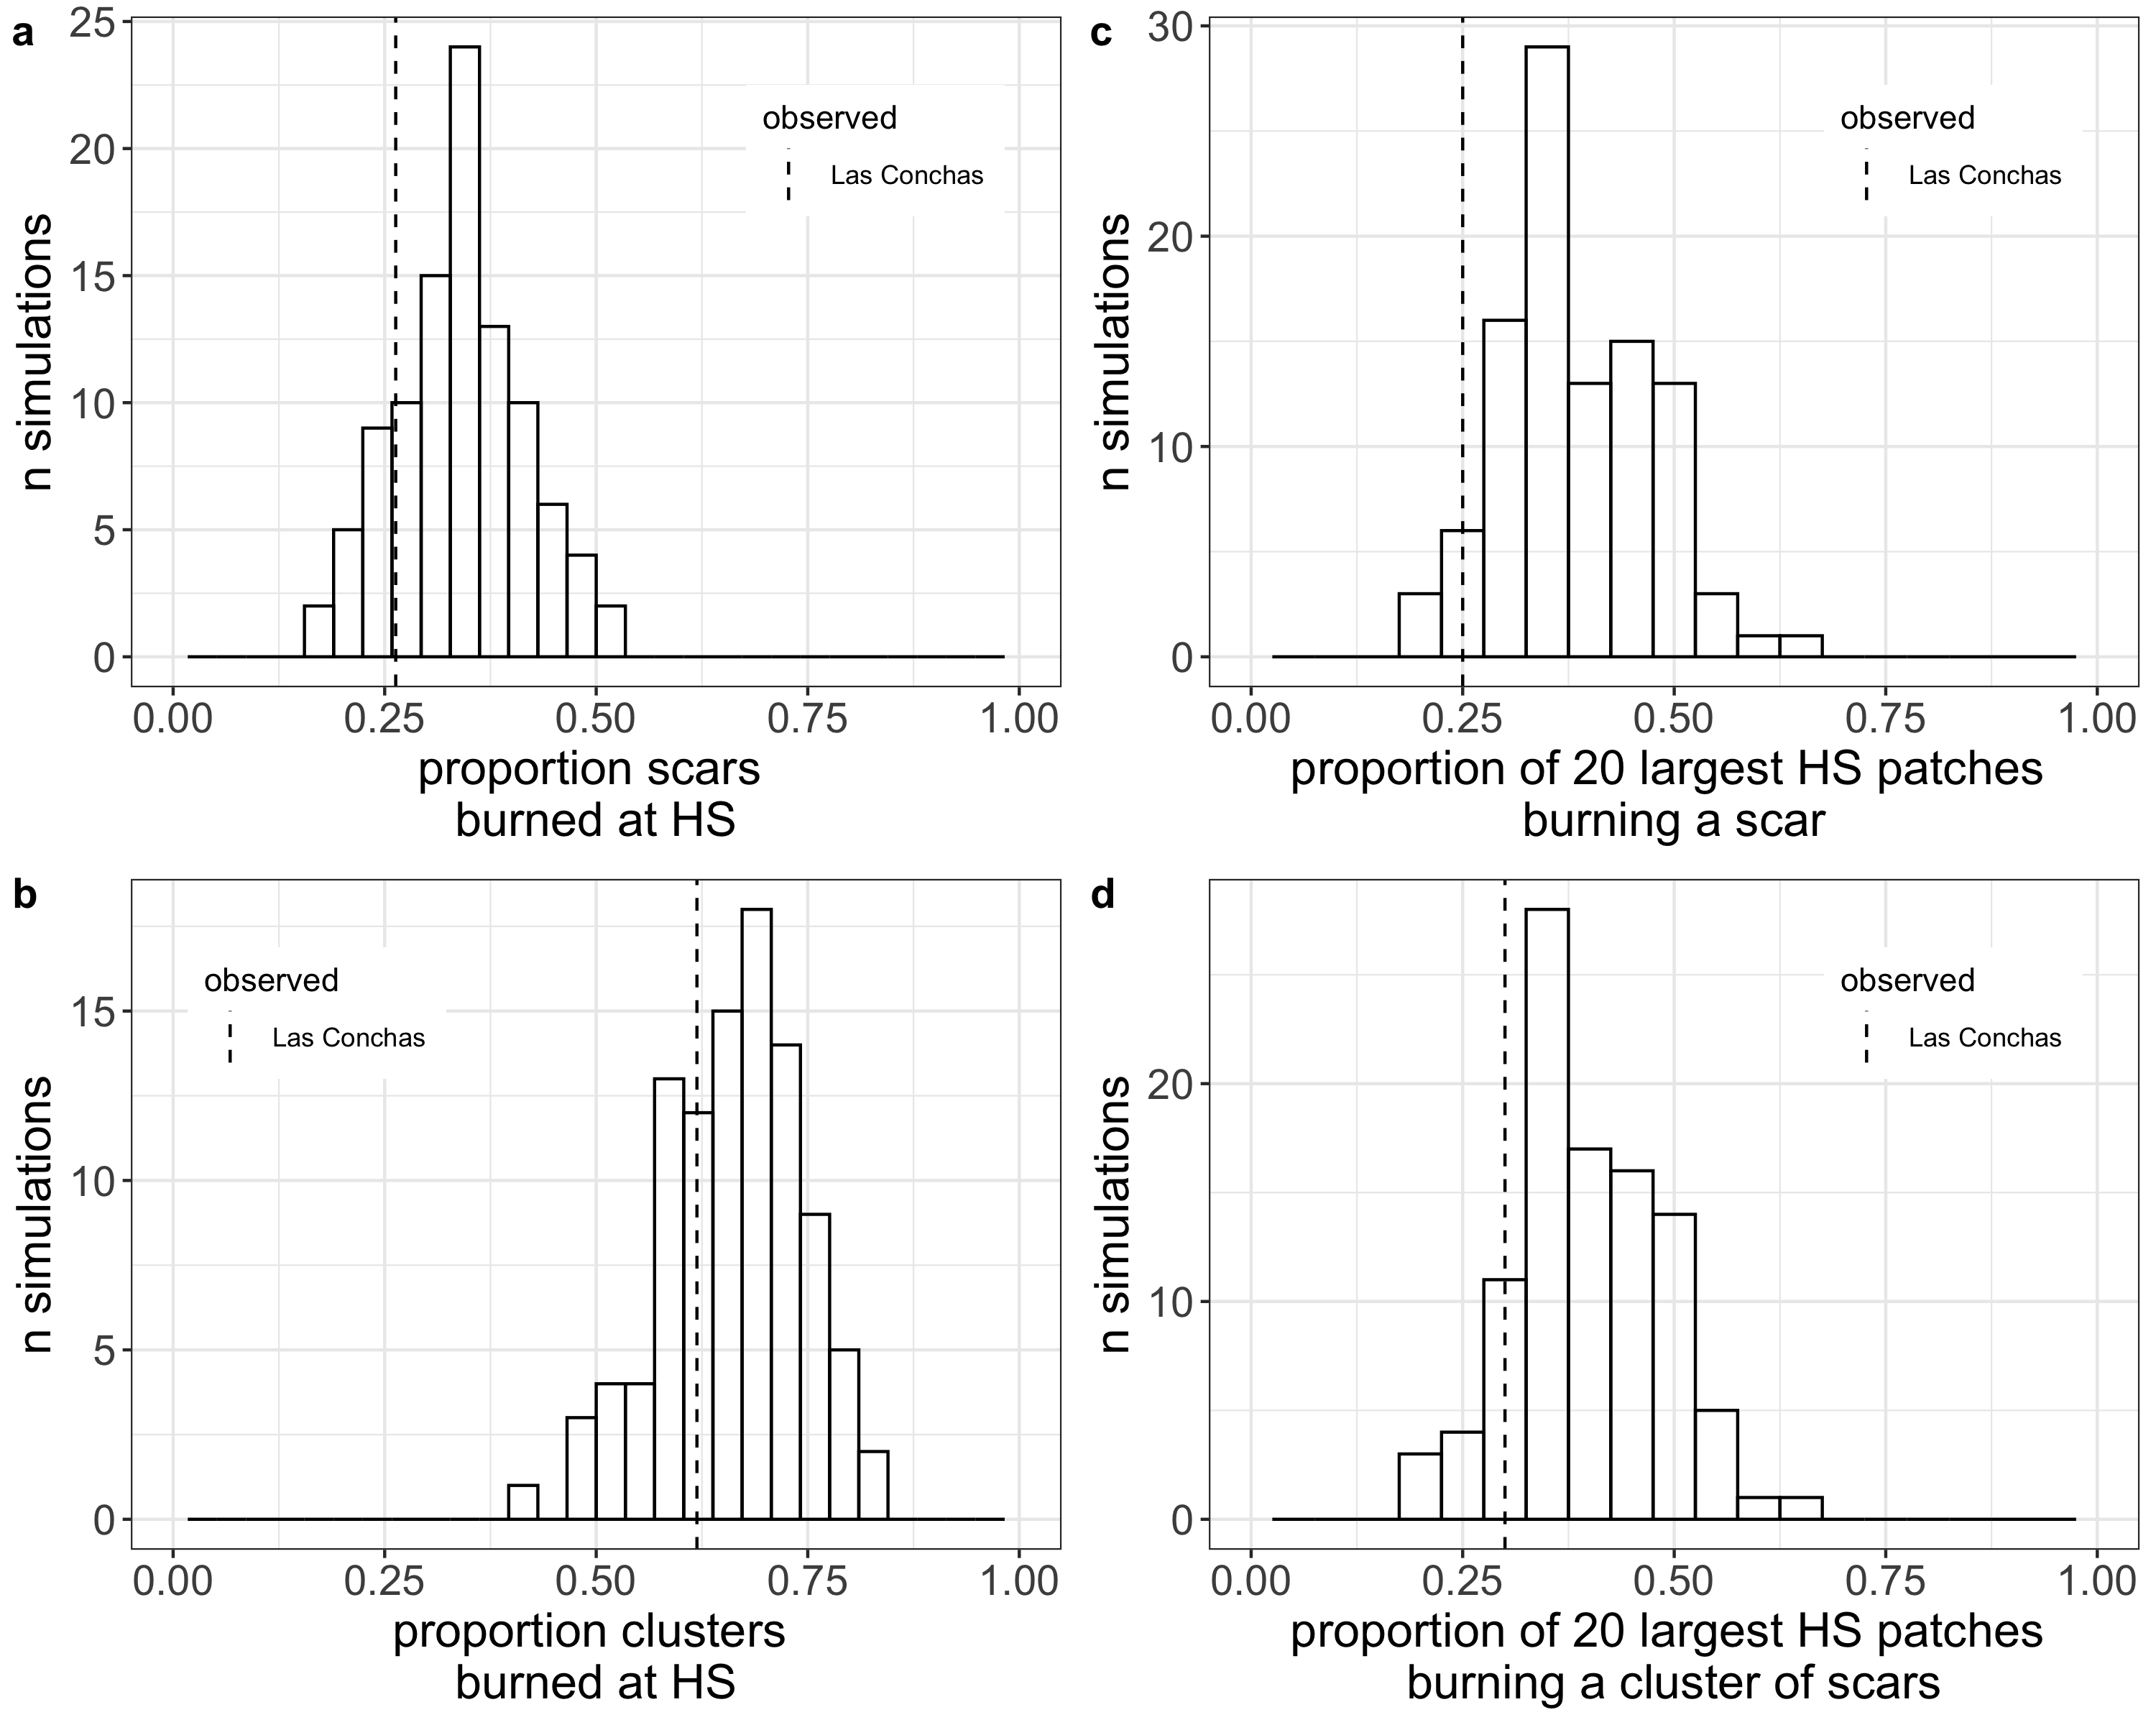 a
25
20
15
10
5
0
n simulations
observed
Las Conchas
0.00 0.25 0.50 0.75 1.00
proportion scars
burned at HS
c
30
20
10
0
n simulations
observed
Las Conchas
0.00 0.25 0.50 0.75 1.00
proportion of 20 largest HS patches
burning a scar
b
15
10
5
0
n simulations
observed
Las Conchas
0.00 0.25 0.50 0.75 1.00
proportion clusters
burned at HS
d
20
10
0
n simulations
observed
Las Conchas
0.00 0.25 0.50 0.75 1.00
proportion of 20 largest HS patches
burning a cluster of scars